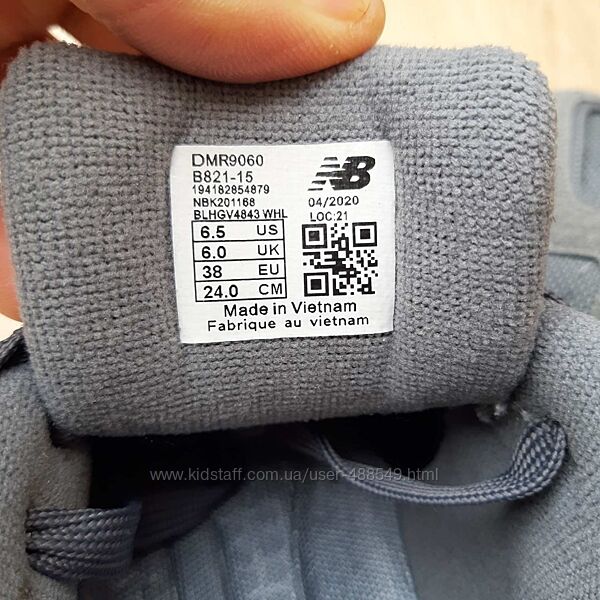 DMR9060
B821-15
194182854879
NBK201168
BLHGV4843 WHL
NB
04/2020
LOC:21
6.5 US
6.0 UK
38 EU
24.0 CM
Made in Vietnam
Fabrique au vietnam
www.kidstaff.com.ua/user-488549.html